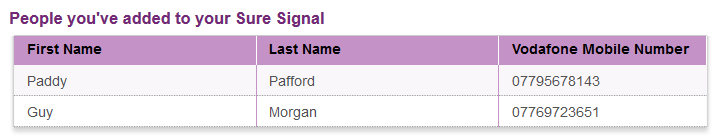 People you've added to your Sure Signal
First Name Last Name Vodafone Mobile Number
Paddy Pafford 07795678143
Guy Morgan 07769723651